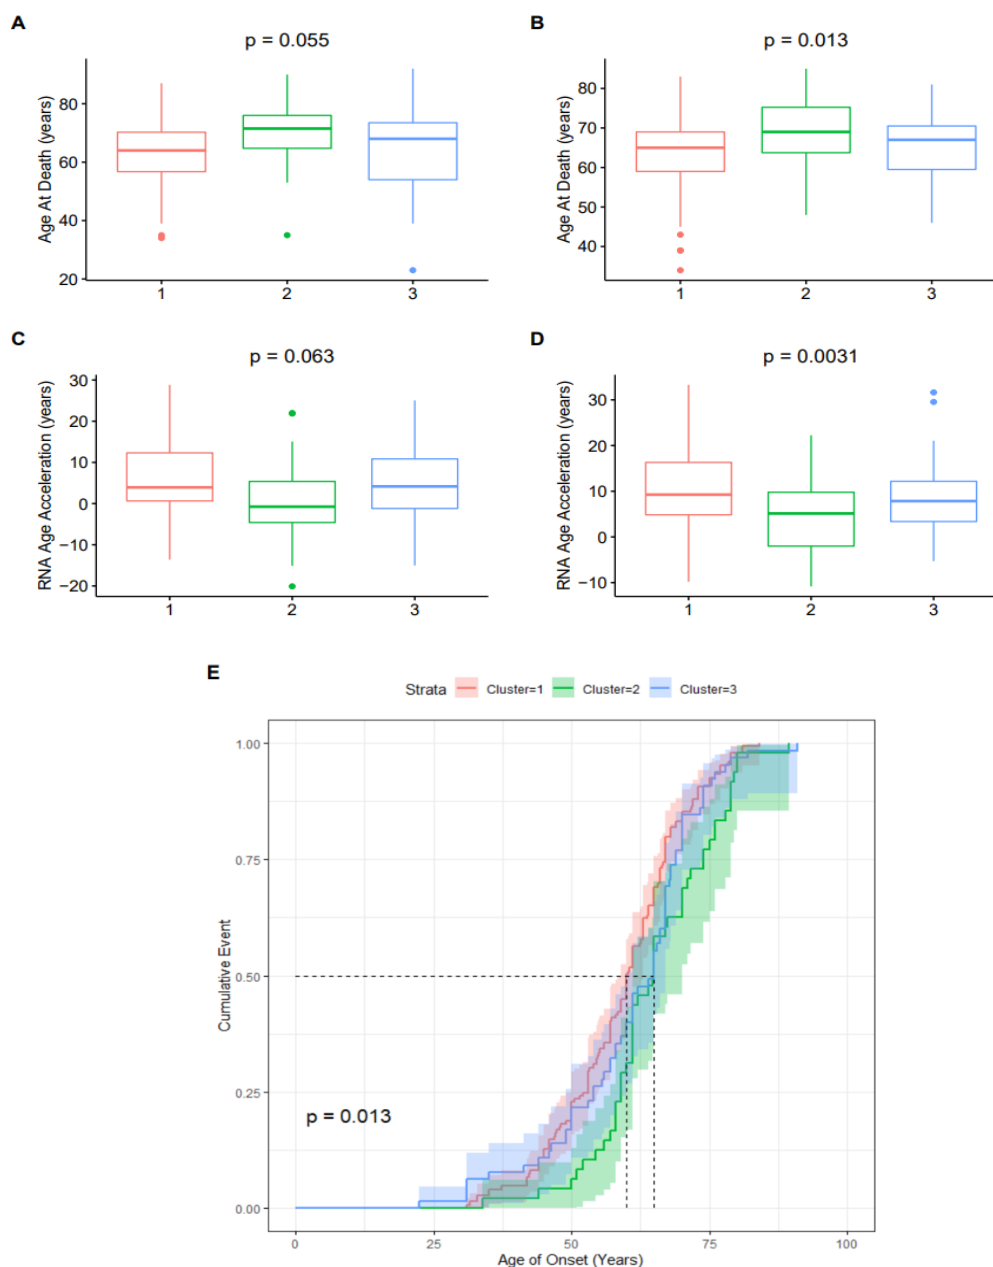 A
p = 0.055
Age At Death (years)
80
60
40
20
1 2 3
B
p = 0.013
Age At Death (years)
80
70
60
50
40
1 2 3
C
p = 0.063
RNA Age Acceleration (years)
30
20
10
0
−10
−20
1 2 3
D
p = 0.0031
RNA Age Acceleration (years)
30
20
10
0
−10
1 2 3
E
Strata Cluster=1 Cluster=2 Cluster=3
Cumulative Event
1.00
0.75
0.50
0.25
0.00
p = 0.013
0 25 50 75 100
Age of Onset (Years)